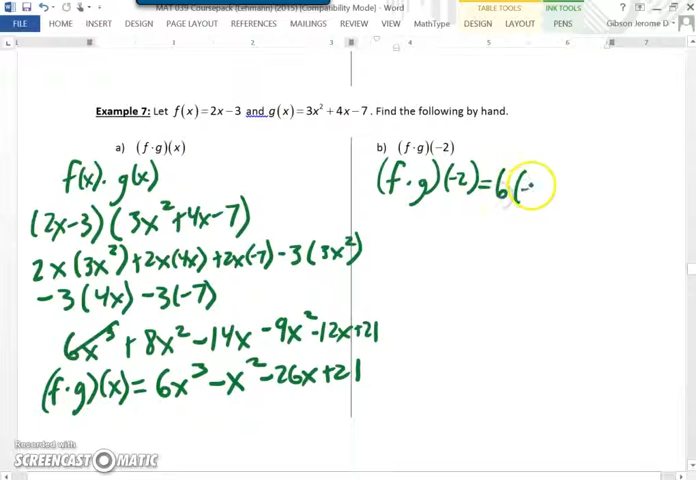 MAT 039 Coursepack (Lehmann) (2015) [Compatibility Mode] - Word
TABLE TOOLS
INK TOOLS
FILE HOME INSERT DESIGN PAGE LAYOUT REFERENCES MAILINGS REVIEW VIEW MathType DESIGN LAYOUT PENS Gibson Jerome D
Example 7: Let f(x)=2x−3 and g(x)=3x²+4x−7. Find the following by hand.
a) (f·g)(x)
f(x)·g(x)
(2x−3)(3x²+4x−7)
2x(3x²)+2x(4x)+2x(−7)−3(3x²)
−3(4x)−3(−7)
6x³+8x²−14x−9x²−12x+21
(f·g)(x)=6x³−x²−26x+21
b) (f·g)(−2)
(f·g)(−2)=6(-
Recorded with
SCREENCAST-O-MATIC